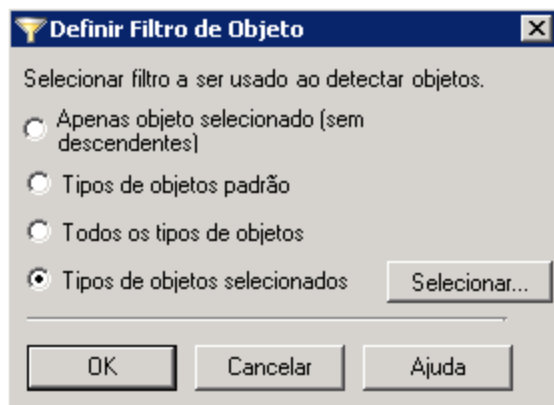 Definir Filtro de Objeto
Selecionar filtro a ser usado ao detectar objetos.
Apenas objeto selecionado (sem
descendentes)
Tipos de objetos padrão
Todos os tipos de objetos
Tipos de objetos selecionados
Selecionar...
OK
Cancelar
Ajuda